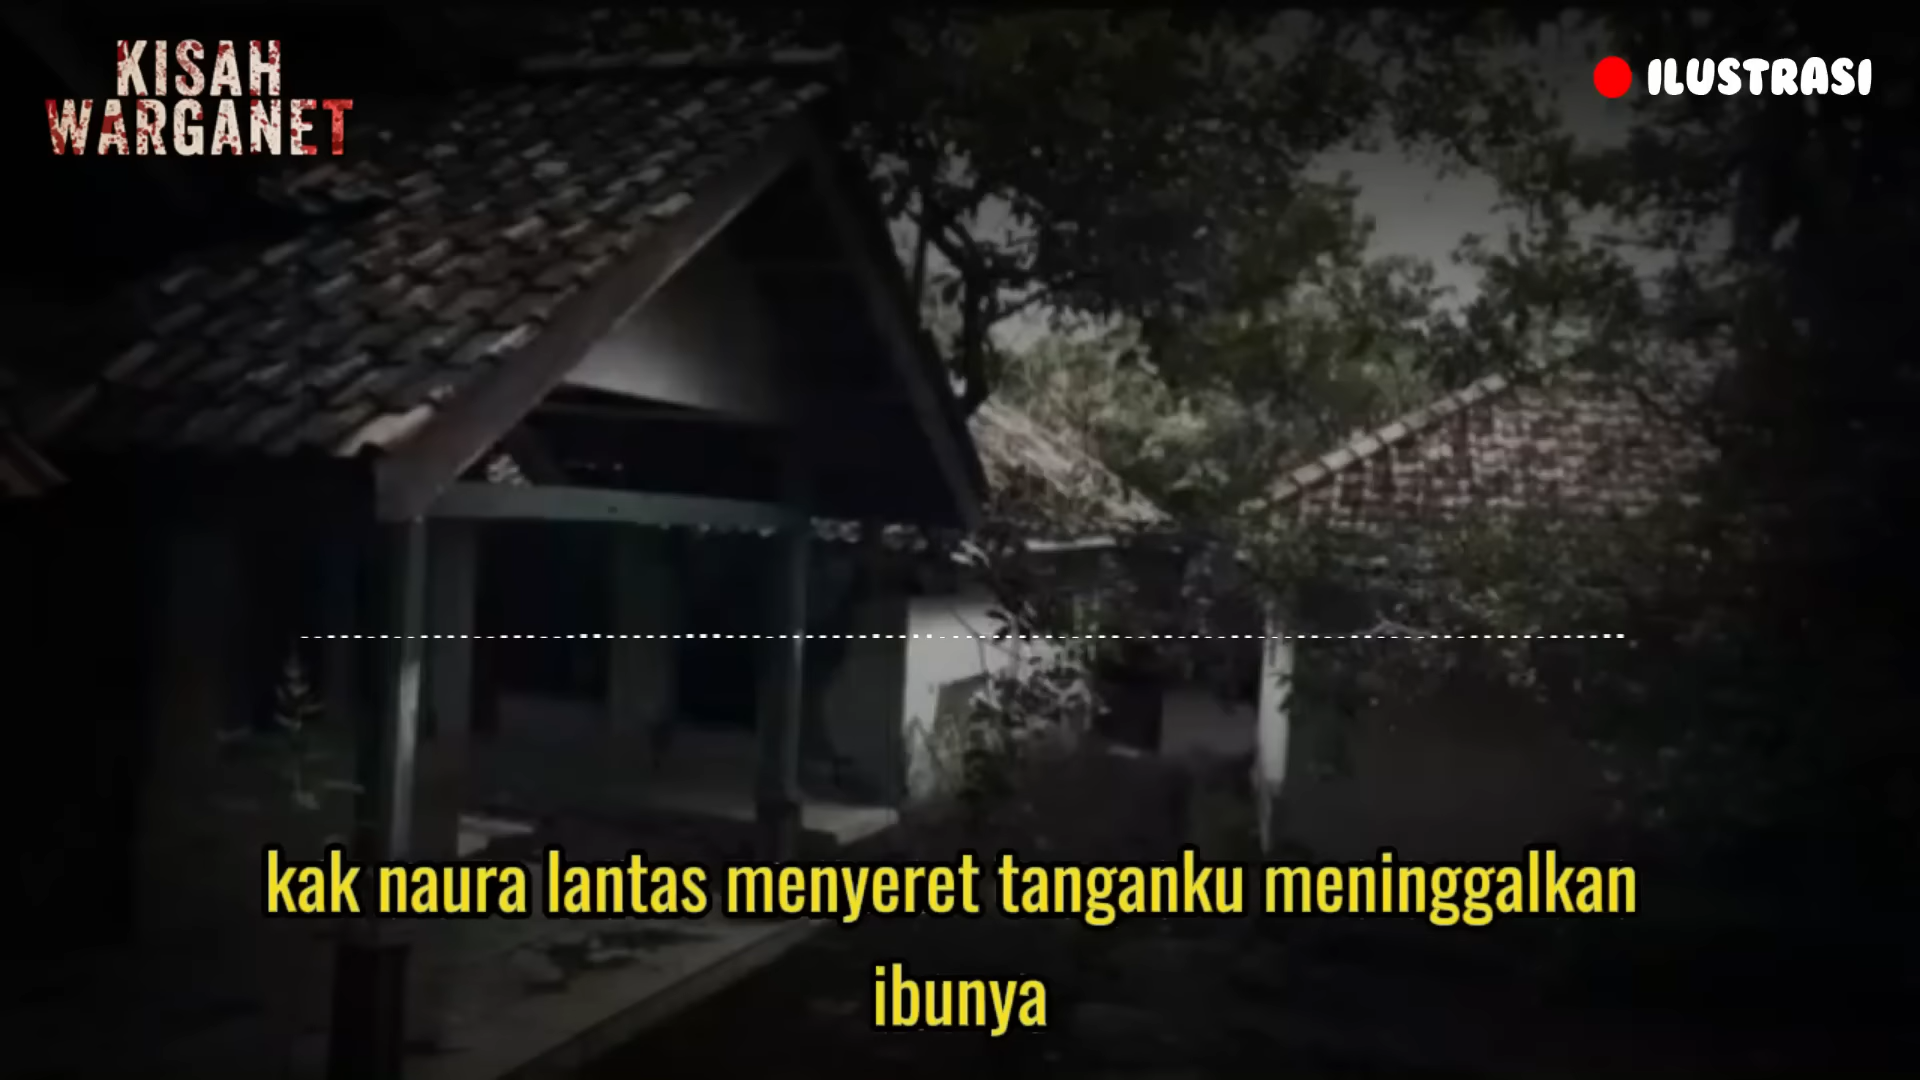 KISAH
WARGANET
ILUSTRASI
kak naura lantas menyeret tanganku meninggalkan
ibunya